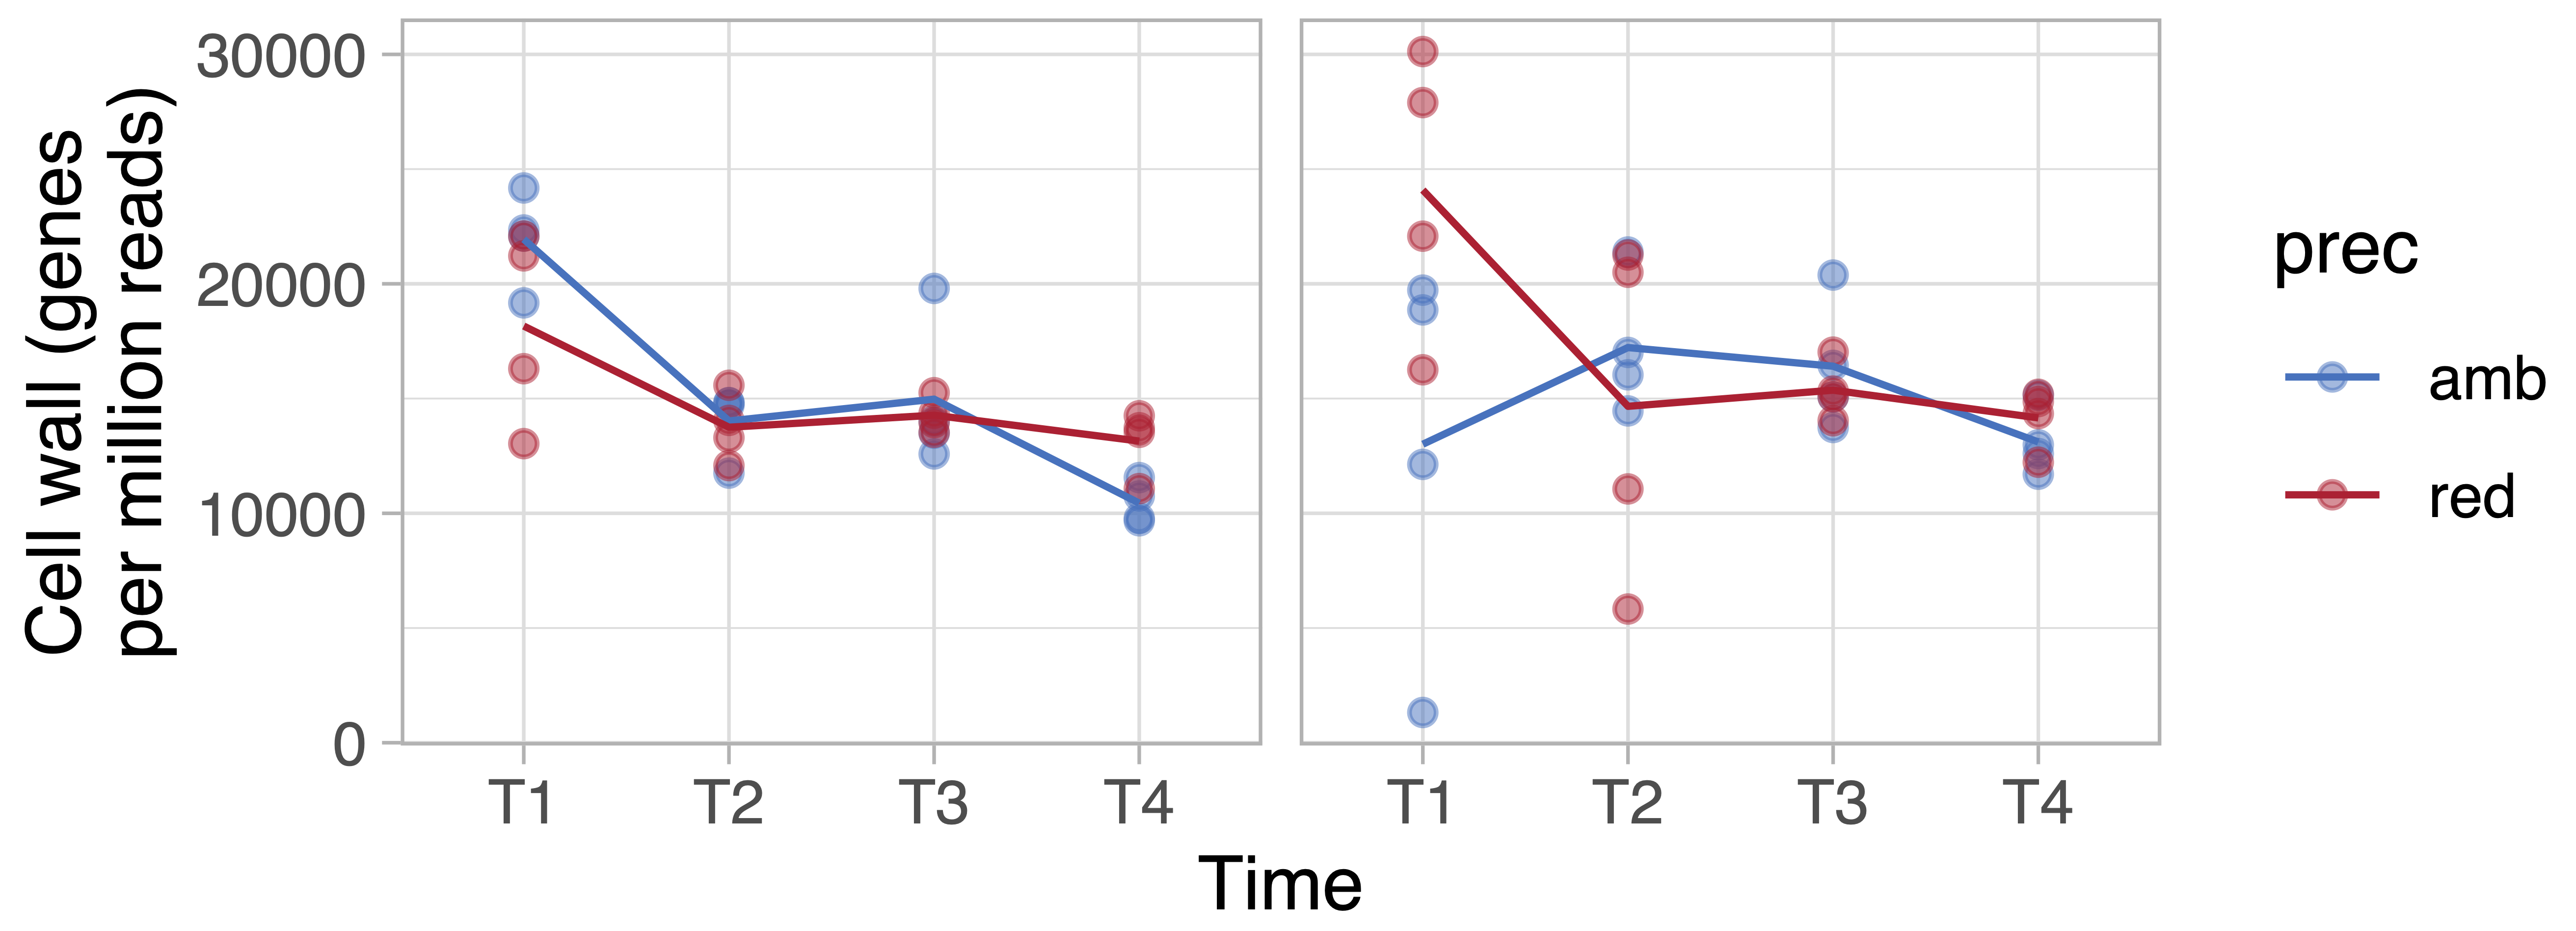 Cell wall (genes
per million reads)
30000
20000
10000
0
T1 T2 T3 T4
T1 T2 T3 T4
Time
prec
amb
red